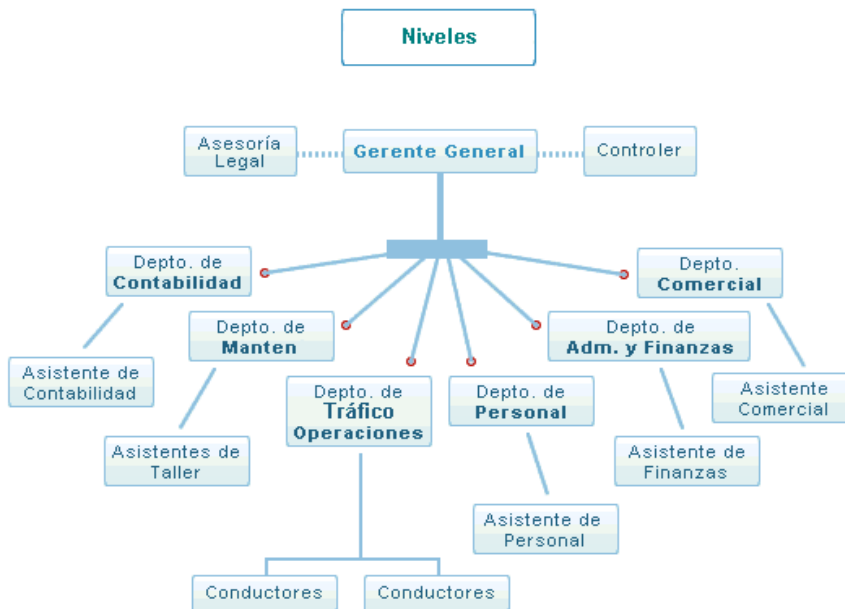 Niveles
Asesoría
Legal
Gerente General
Controler
Depto. de
Contabilidad
Depto.
Comercial
Depto. de
Manten
Depto. de
Adm. y Finanzas
Asistente de
Contabilidad
Depto. de
Tráfico
Operaciones
Depto. de
Personal
Asistente
Comercial
Asistentes de
Taller
Asistente de
Finanzas
Asistente de
Personal
Conductores
Conductores